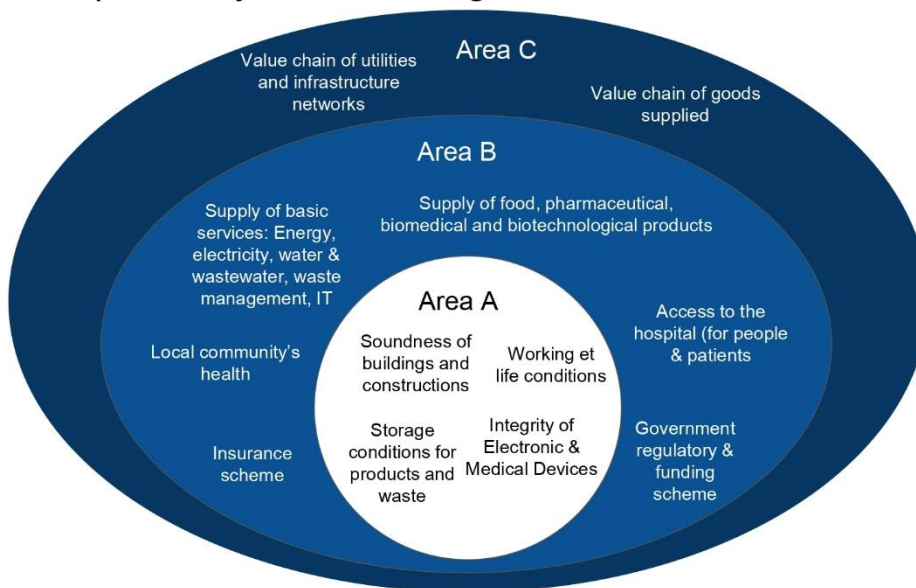 Area C
Value chain of utilities
and infrastructure
networks
Value chain of goods
supplied
Area B
Supply of basic
services: Energy,
electricity, water &
wastewater, waste
management, IT
Supply of food, pharmaceutical,
biomedical and biotechnological products
Local community's
health
Access to the
hospital (for people
& patients
Insurance
scheme
Government
regulatory &
funding
scheme
Area A
Soundness of
buildings and
constructions
Working et
life conditions
Storage
conditions for
products and
waste
Integrity of
Electronic &
Medical Devices